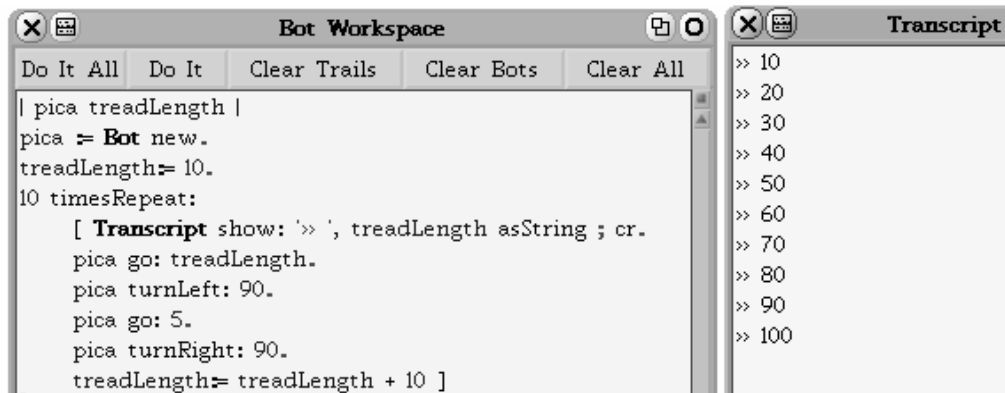 Bot Workspace
Do It All Do It Clear Trails Clear Bots Clear All
| pica treadLength |
pica := Bot new.
treadLength:= 10.
10 timesRepeat:
[ Transcript show: '>> ', treadLength asString ; cr.
pica go: treadLength.
pica turnLeft: 90.
pica go: 5.
pica turnRight: 90.
treadLength:= treadLength + 10 ]
Transcript
>> 10
>> 20
>> 30
>> 40
>> 50
>> 60
>> 70
>> 80
>> 90
>> 100